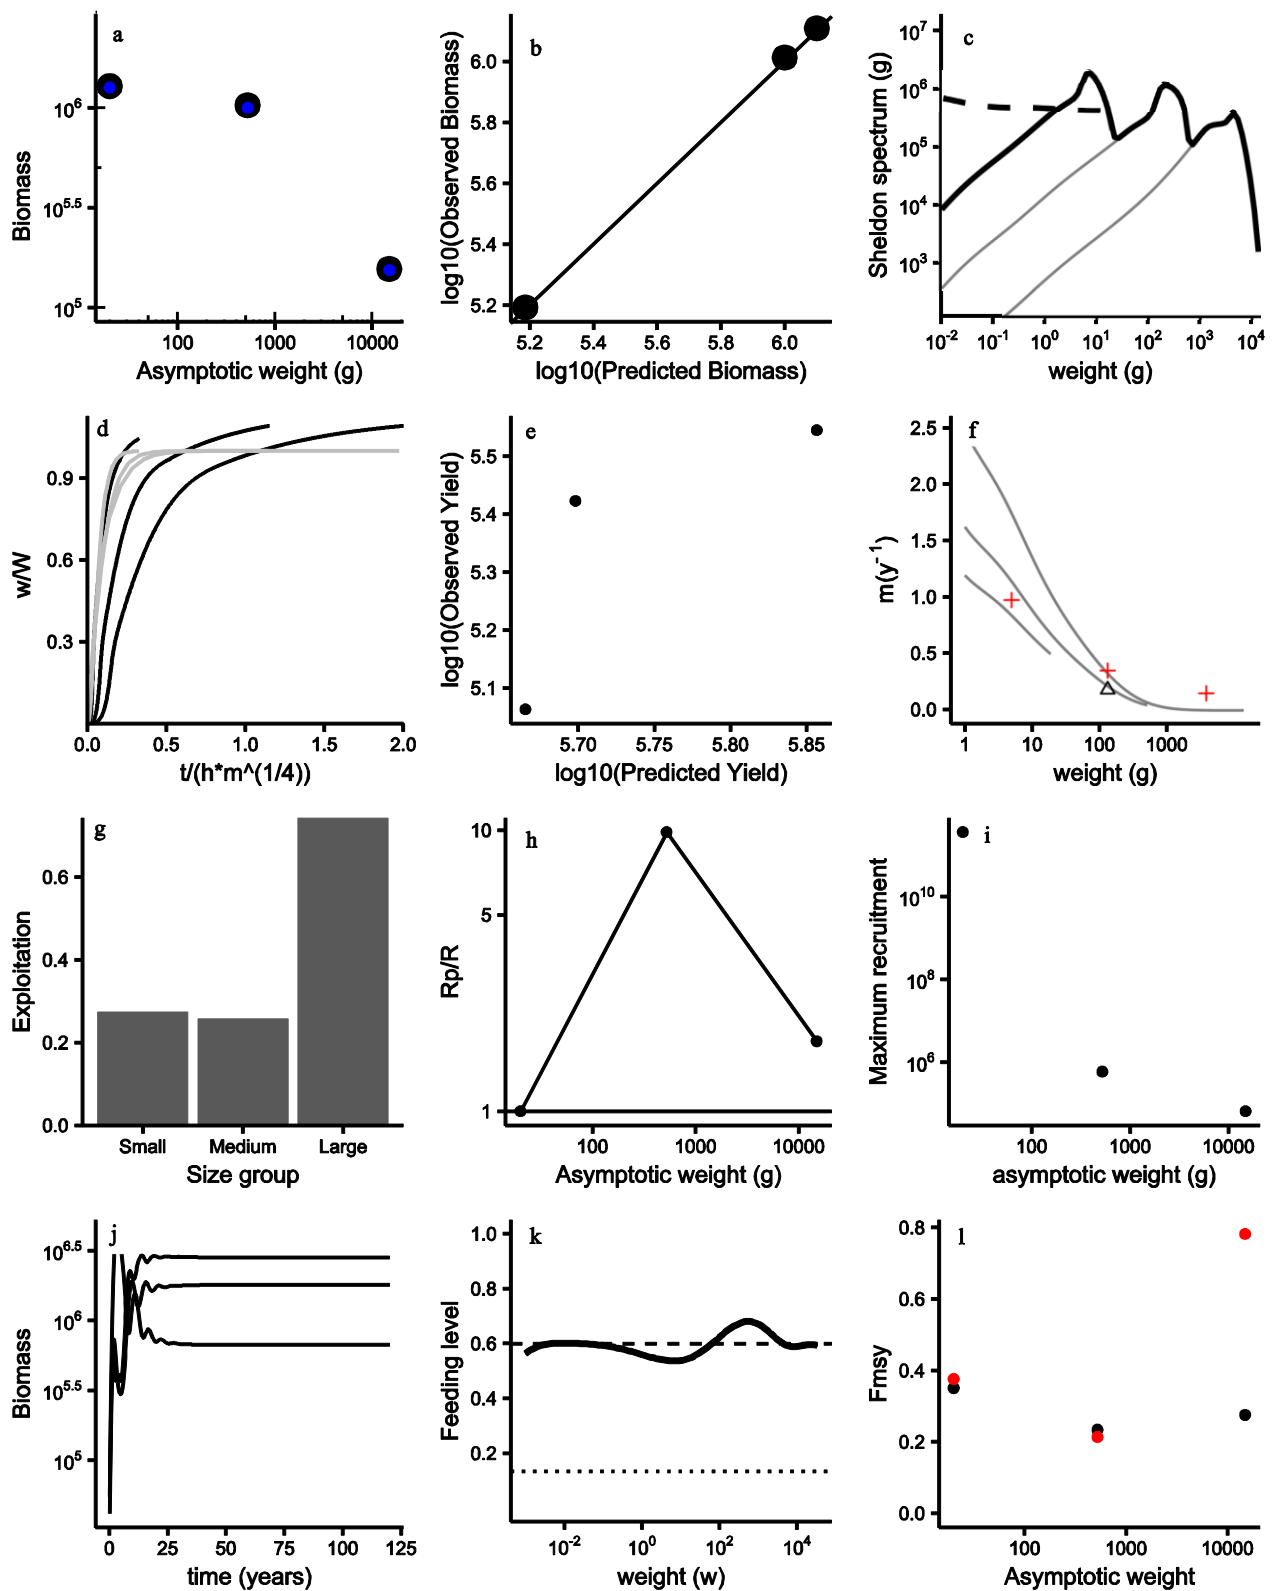 a
10^6
10^5.5
10^5
Biomass
100
1000
10000
Asymptotic weight (g)
b
6.0
5.8
5.6
5.4
5.2
log10(Observed Biomass)
5.2
5.4
5.6
5.8
6.0
log10(Predicted Biomass)
c
10^7
10^6
10^5
10^4
10^3
Sheldon spectrum (g)
10^-2
10^-1
10^0
10^1
10^2
10^3
10^4
weight (g)
d
0.9
0.6
0.3
w/W
0.0
0.5
1.0
1.5
2.0
t/(h*m^(1/4))
e
5.5
5.4
5.3
5.2
5.1
log10(Observed Yield)
5.70
5.75
5.80
5.85
log10(Predicted Yield)
f
2.5
2.0
1.5
1.0
0.5
0.0
m(y^-1)
1
10
100
1000
weight (g)
g
0.6
0.4
0.2
0.0
Exploitation
Small
Medium
Large
Size group
h
10
5
1
Rp/R
100
1000
10000
Asymptotic weight (g)
i
10^10
10^8
10^6
Maximum recruitment
100
1000
10000
asymptotic weight (g)
j
10^6.5
10^6
10^5.5
10^5
Biomass
0
25
50
75
100
125
time (years)
k
1.0
0.8
0.6
0.4
0.2
Feeding level
10^-2
10^0
10^2
10^4
weight (w)
l
0.8
0.6
0.4
0.2
0.0
Fmsy
100
1000
10000
Asymptotic weight